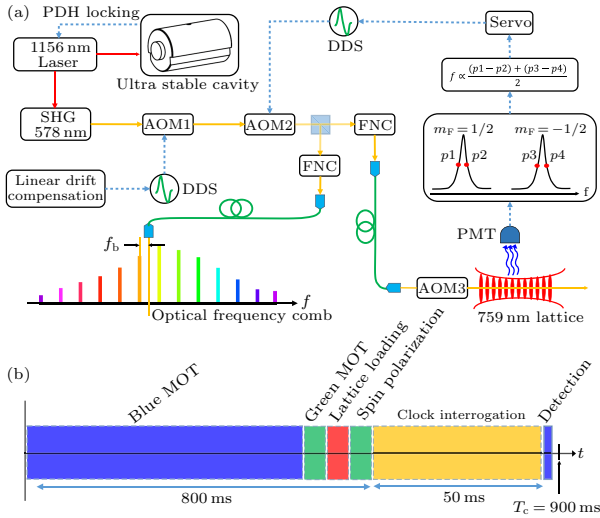 (a)
PDH locking
1156 nm
Laser
Ultra stable cavity
DDS
Servo
f ∝ (p1−p2) + (p3−p4) / 2
SHG
578 nm
AOM1
AOM2
FNC
FNC
mF = 1/2
mF = −1/2
p1
p2
p3
p4
f
Linear drift
compensation
DDS
PMT
fb
f
Optical frequency comb
AOM3
759 nm lattice
(b)
Blue MOT
Green MOT
Lattice loading
Spin polarization
Clock interrogation
Detection
t
800 ms
50 ms
Tc = 900 ms